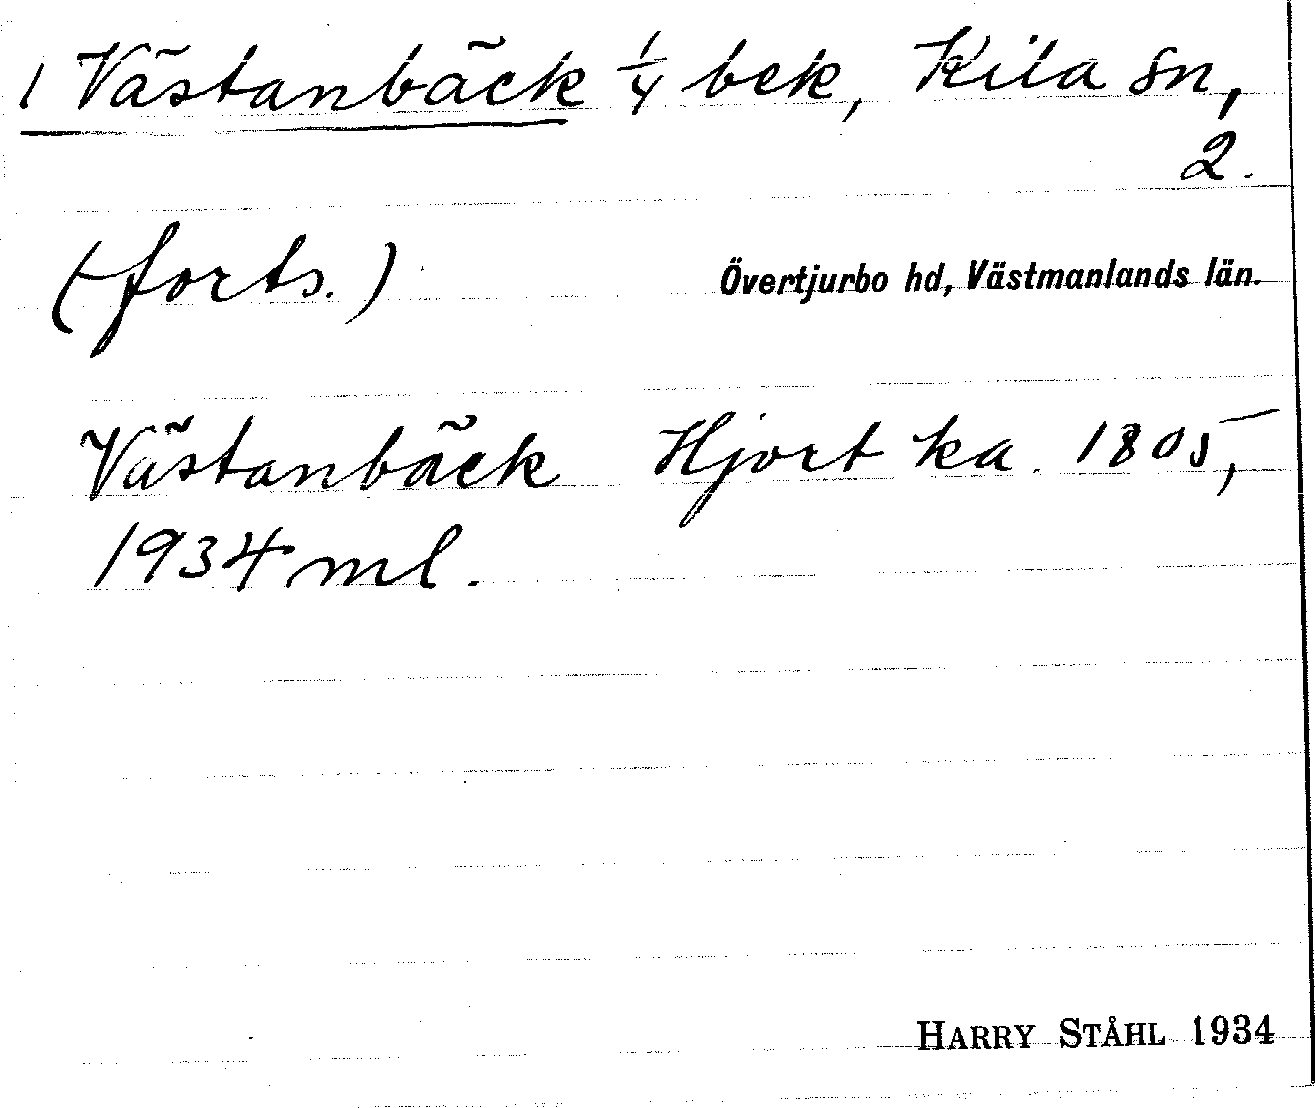 1 Västanbäck 1/4 bek, Kila sn,
2.
(forts.)
Övertjurbo hd, Västmanlands län.
Västanbäck Hjort ka. 1805,
1934 ml.
HARRY STÅHL 1934